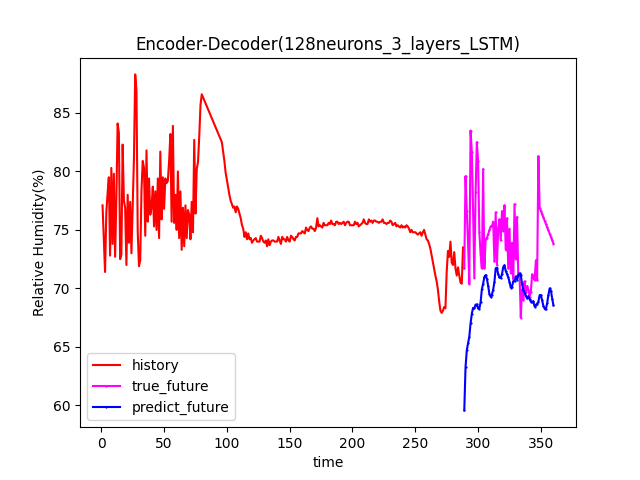 Encoder-Decoder(128neurons_3_layers_LSTM)
Relative Humidity(%)
85
80
75
70
65
60
history
true_future
predict_future
0 50 100 150 200 250 300 350
time